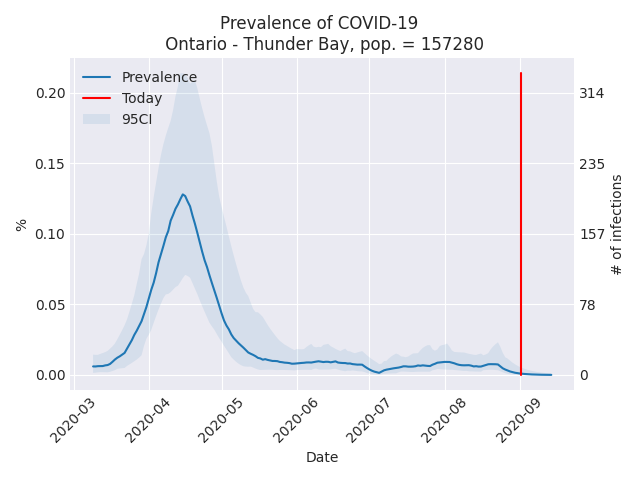 Prevalence of COVID-19
Ontario - Thunder Bay, pop. = 157280
Prevalence
Today
95CI
0.20
0.15
0.10
0.05
0.00
%
314
235
157
78
0
# of infections
2020-03
2020-04
2020-05
2020-06
2020-07
2020-08
2020-09
Date